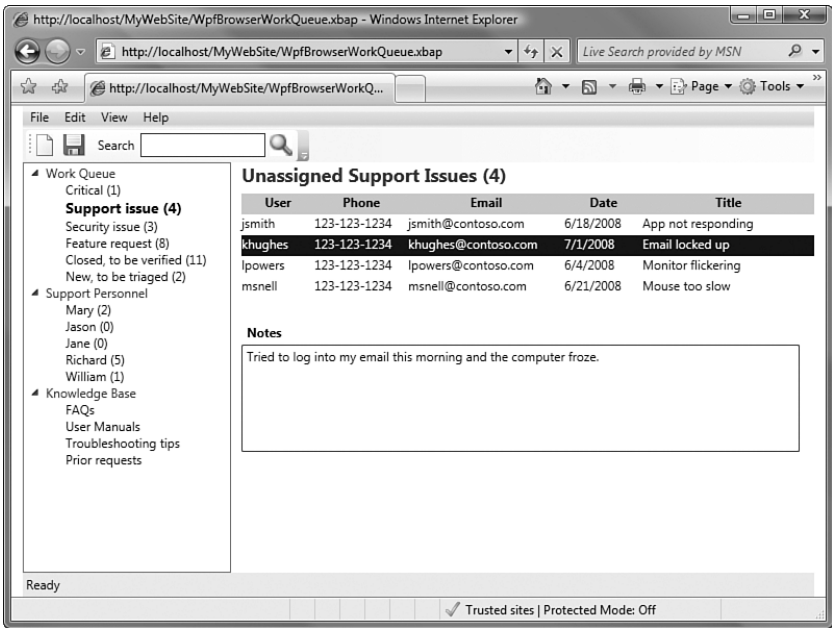 http://localhost/MyWebSite/WpfBrowserWorkQueue.xbap - Windows Internet Explorer
http://localhost/MyWebSite/WpfBrowserWorkQueue.xbap
Live Search provided by MSN
http://localhost/MyWebSite/WpfBrowserWorkQ...
Page
Tools
File Edit View Help
Search
Work Queue
Critical (1)
Support issue (4)
Security issue (3)
Feature request (8)
Closed, to be verified (11)
New, to be triaged (2)
Support Personnel
Mary (2)
Jason (0)
Jane (0)
Richard (5)
William (1)
Knowledge Base
FAQs
User Manuals
Troubleshooting tips
Prior requests
Unassigned Support Issues (4)
User Phone Email Date Title
jsmith 123-123-1234 jsmith@contoso.com 6/18/2008 App not responding
khughes 123-123-1234 khughes@contoso.com 7/1/2008 Email locked up
lpowers 123-123-1234 lpowers@contoso.com 6/4/2008 Monitor flickering
msnell 123-123-1234 msnell@contoso.com 6/21/2008 Mouse too slow
Notes
Tried to log into my email this morning and the computer froze.
Ready
Trusted sites | Protected Mode: Off